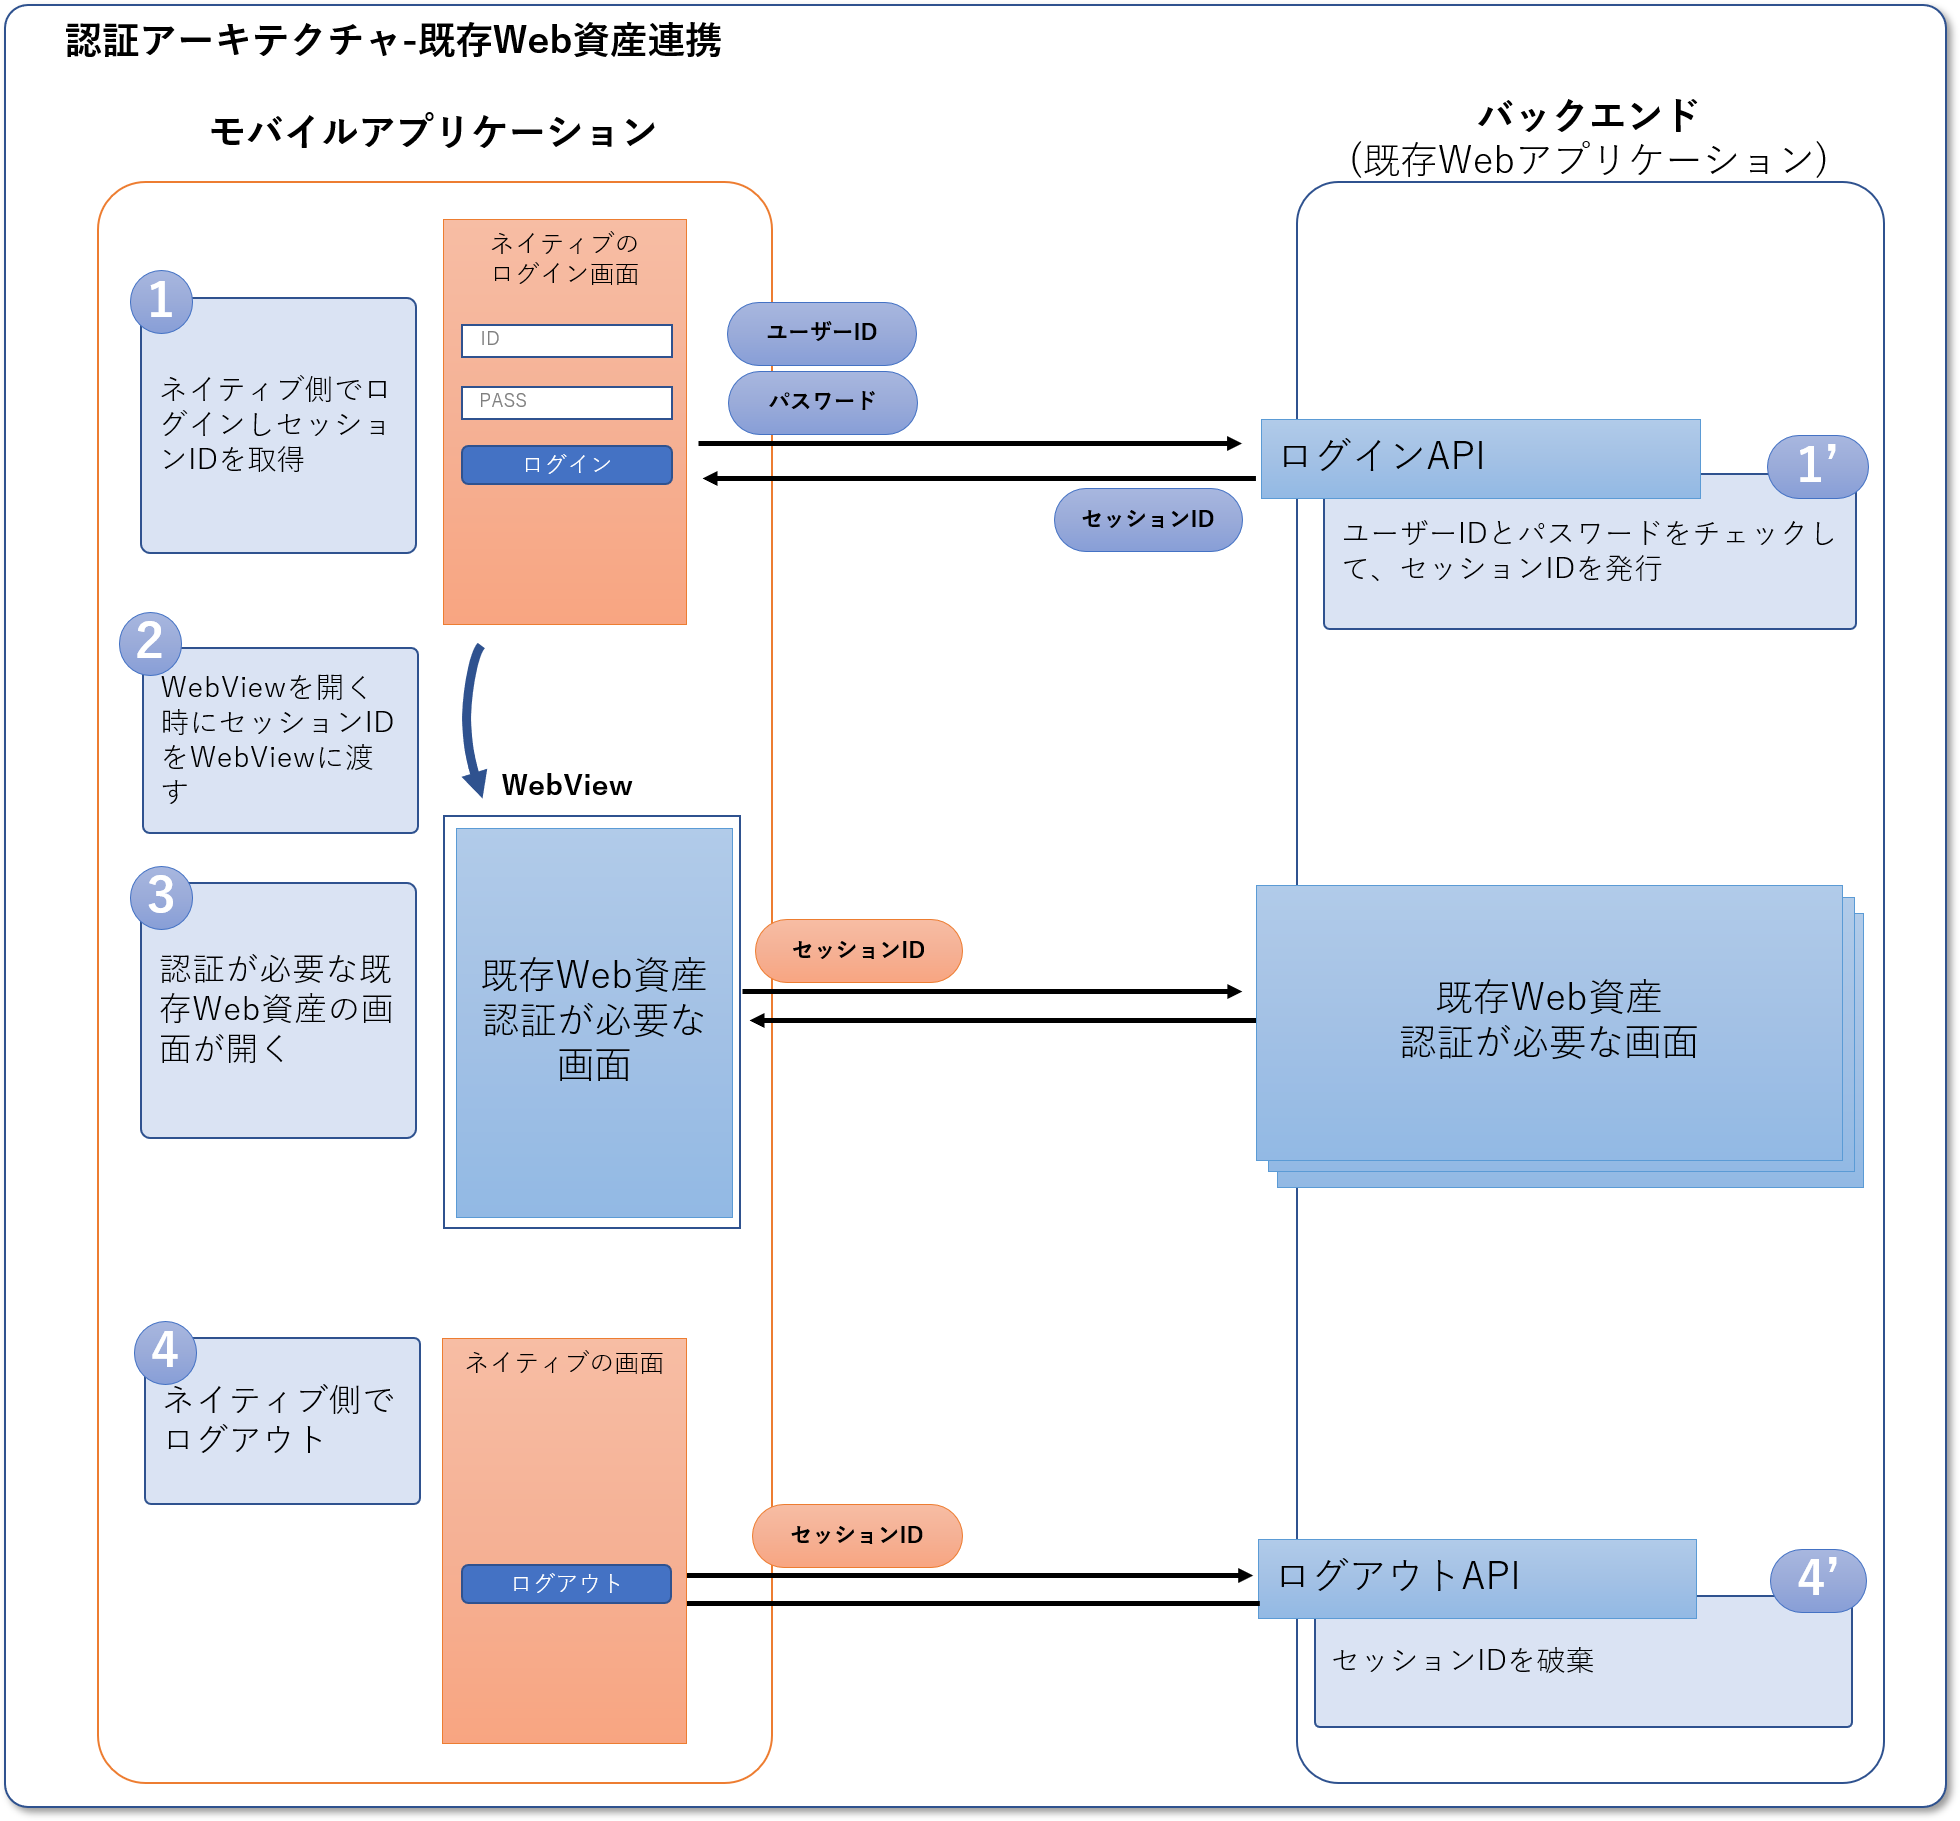 認証アーキテクチャ-既存Web資産連携
モバイルアプリケーション
バックエンド
（既存Webアプリケーション）
1
ネイティブ側でロ
グインしセッショ
ンIDを取得
ネイティブの
ログイン画面
ID
PASS
ログイン
ユーザーID
パスワード
セッションID
ログインAPI
1’
ユーザーIDとパスワードをチェックし
て、セッションIDを発行
2
WebViewを開く
時にセッションID
をWebViewに渡
す
WebView
3
認証が必要な既
存Web資産の画
面が開く
既存Web資産
認証が必要な
画面
セッションID
既存Web資産
認証が必要な画面
4
ネイティブ側で
ログアウト
ネイティブの画面
ログアウト
セッションID
ログアウトAPI
4’
セッションIDを破棄